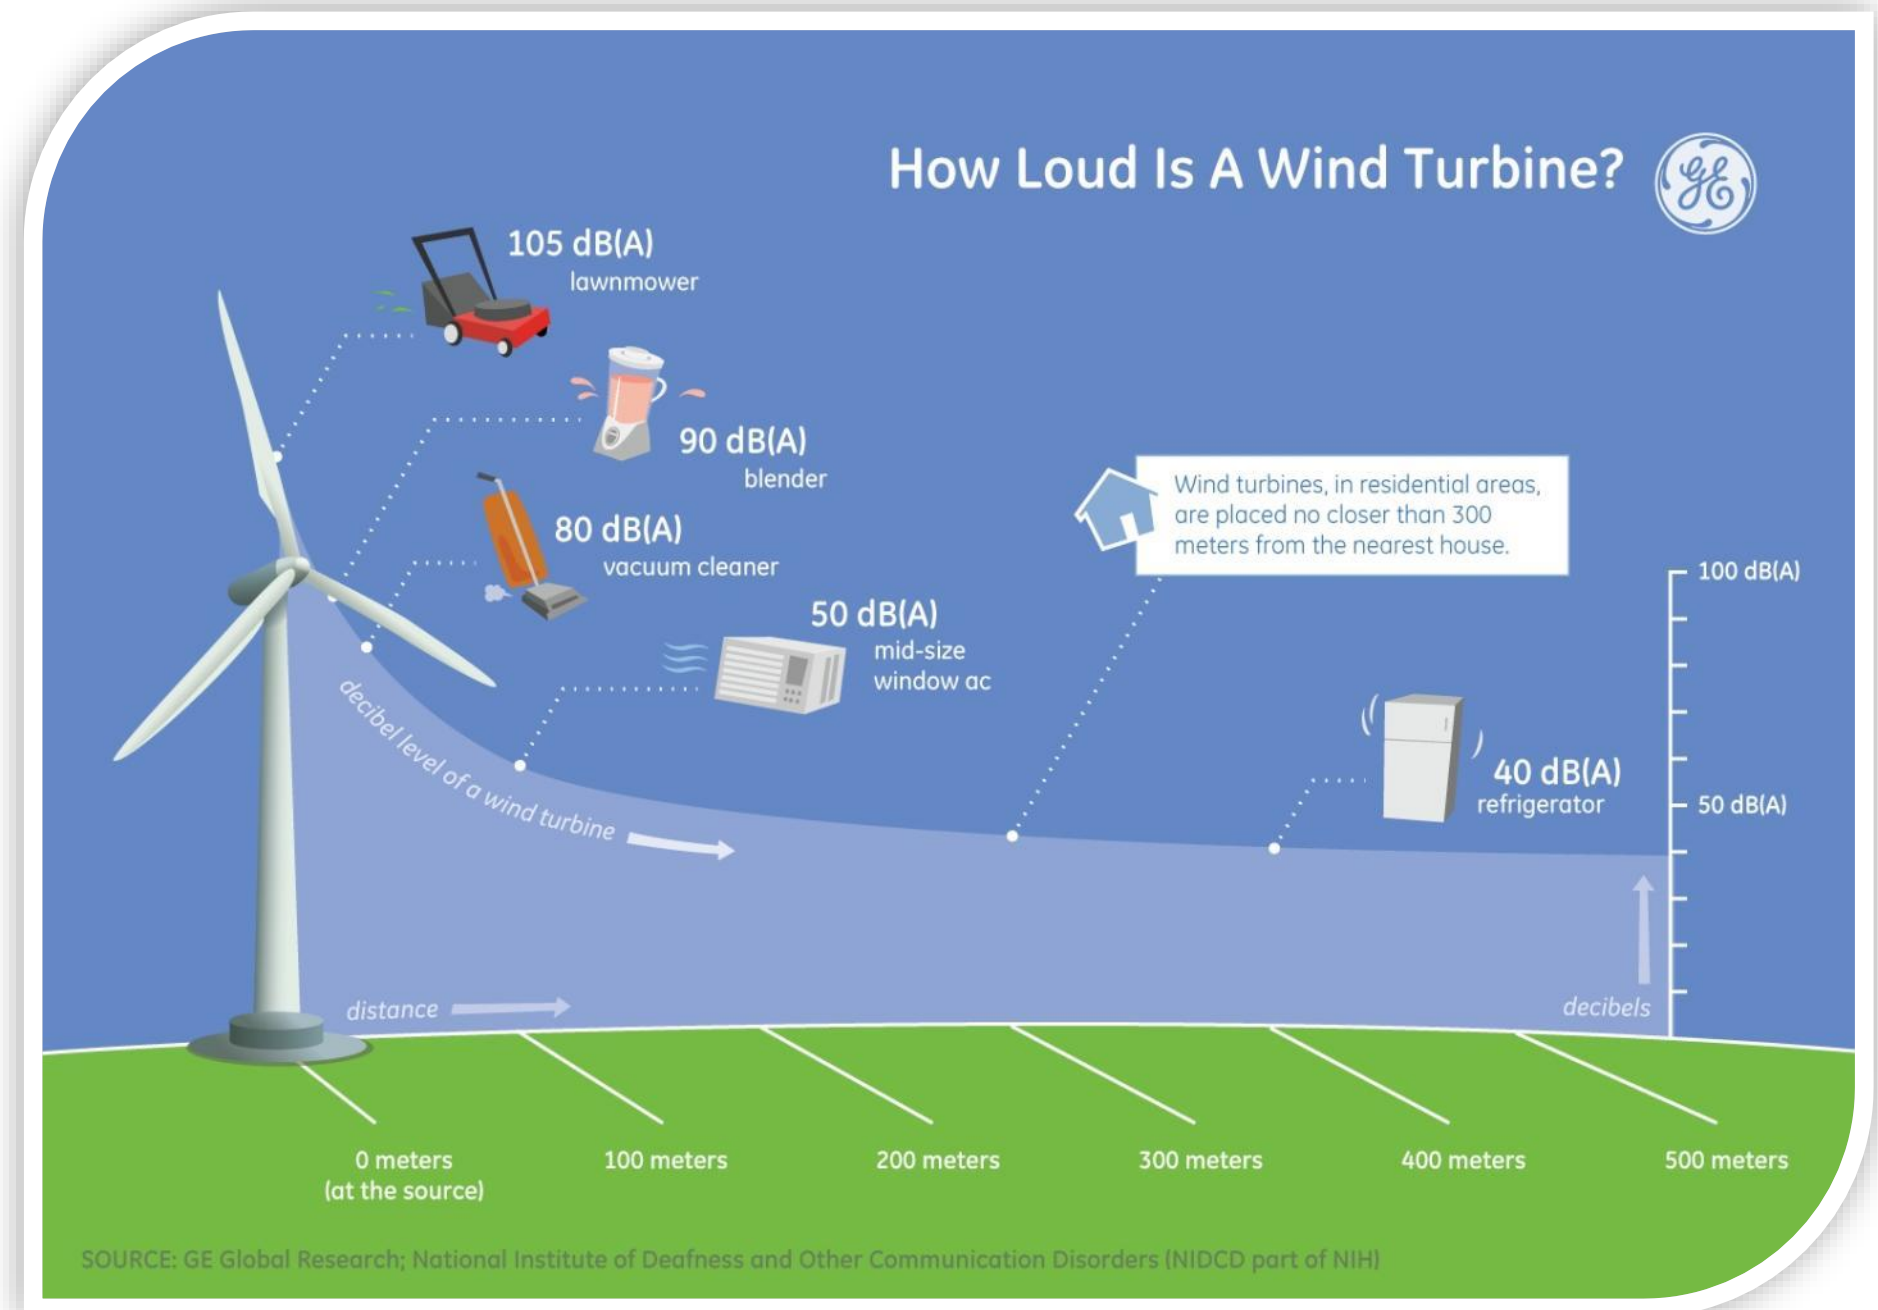 How Loud Is A Wind Turbine?
GE
105 dB(A)
lawnmower
90 dB(A)
blender
80 dB(A)
vacuum cleaner
50 dB(A)
mid-size
window ac
Wind turbines, in residential areas,
are placed no closer than 300
meters from the nearest house.
40 dB(A)
refrigerator
100 dB(A)
50 dB(A)
decibel level of a wind turbine
distance
decibels
0 meters
(at the source)
100 meters
200 meters
300 meters
400 meters
500 meters
SOURCE: GE Global Research; National Institute of Deafness and Other Communication Disorders (NIDCD part of NIH)